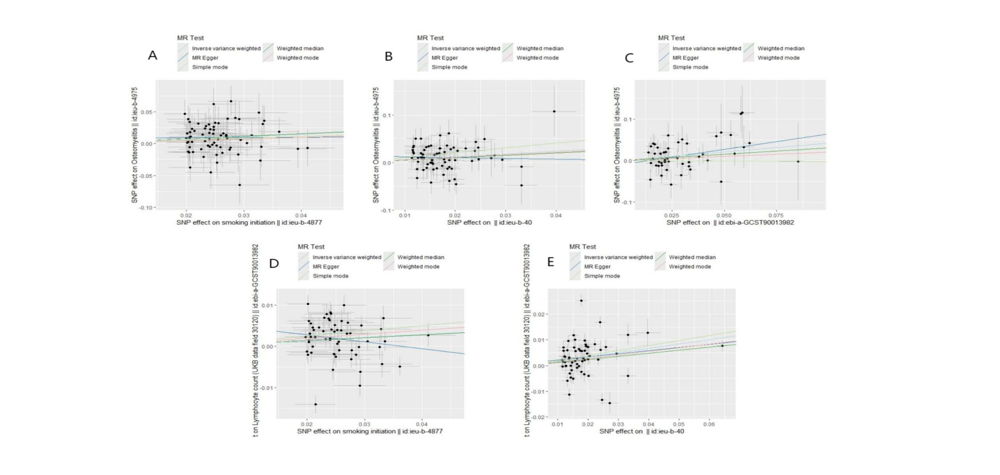 A
MR Test
Inverse variance weighted
MR Egger
Simple mode
Weighted median
Weighted mode
SNP effect on Osteomyelitis || id:ieu-b-4975
0.05
0.00
-0.05
-0.10
0.02 0.03 0.04
SNP effect on smoking initiation || id:ieu-b-4877
B
MR Test
Inverse variance weighted
MR Egger
Simple mode
Weighted median
Weighted mode
SNP effect on Osteomyelitis || id:ieu-b-4975
0.1
0.0
-0.1
0.01 0.02 0.03 0.04
SNP effect on || id:ieu-b-40
C
MR Test
Inverse variance weighted
MR Egger
Simple mode
Weighted median
Weighted mode
SNP effect on Osteomyelitis || id:ieu-b-4975
0.1
0.0
-0.1
0.025 0.050 0.075
SNP effect on || id:ebi-a-GCST90013982
D
MR Test
Inverse variance weighted
MR Egger
Simple mode
Weighted median
Weighted mode
t on Lymphocyte count (UKB data field 30120) || id:ebi-a-GCST90013982
0.01
0.00
-0.01
0.02 0.03 0.04
SNP effect on smoking initiation || id:ieu-b-4877
E
MR Test
Inverse variance weighted
MR Egger
Simple mode
Weighted median
Weighted mode
t on Lymphocyte count (UKB data field 30120) || id:ebi-a-GCST90013982
0.02
0.01
0.00
-0.01
-0.02
0.01 0.02 0.03 0.04 0.05 0.06
SNP effect on || id:ieu-b-40